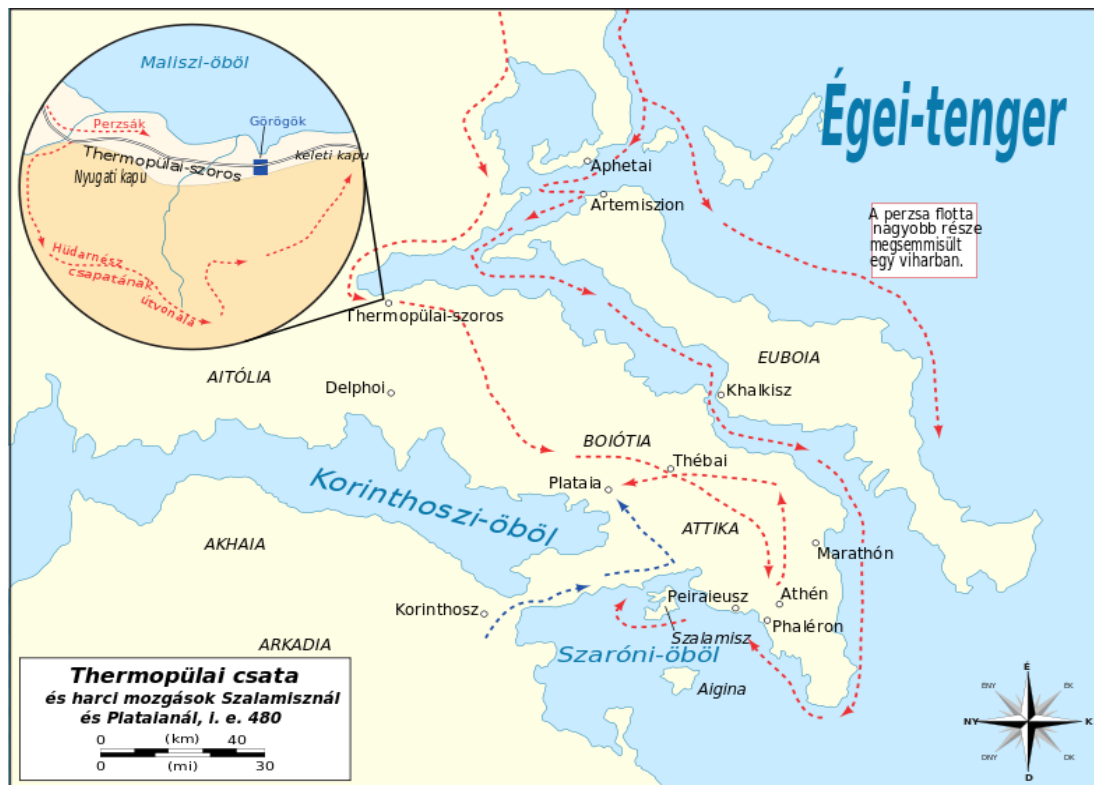 Maliszi-öböl
Perzsák
Görögök
Thermopülai-szoros
Nyugati kapu
keleti kapu
Hüdarnész
csapatának
útvonala
Égei-tenger
A perzsa flotta
nagyobb része
megsemmisült
egy viharban.
Aphetai
Artemiszion
Thermopülai-szoros
AITÓLIA
Delphoi
EUBOIA
Khalkisz
BOIÓTIA
Thébai
Plataia
Korinthoszi-öböl
ATTIKA
AKHAIA
Marathón
Korinthosz
Peiraieusz
Athén
Phaléron
Szalamisz
ARKADIA
Szaróni-öböl
Aigina
Thermopülai csata
és harci mozgások Szalamisznál
és Plataianál, i. e. 480
0 (km) 40
0 (mi) 30
É
ÉNY ÉK
NY K
DNY DK
D